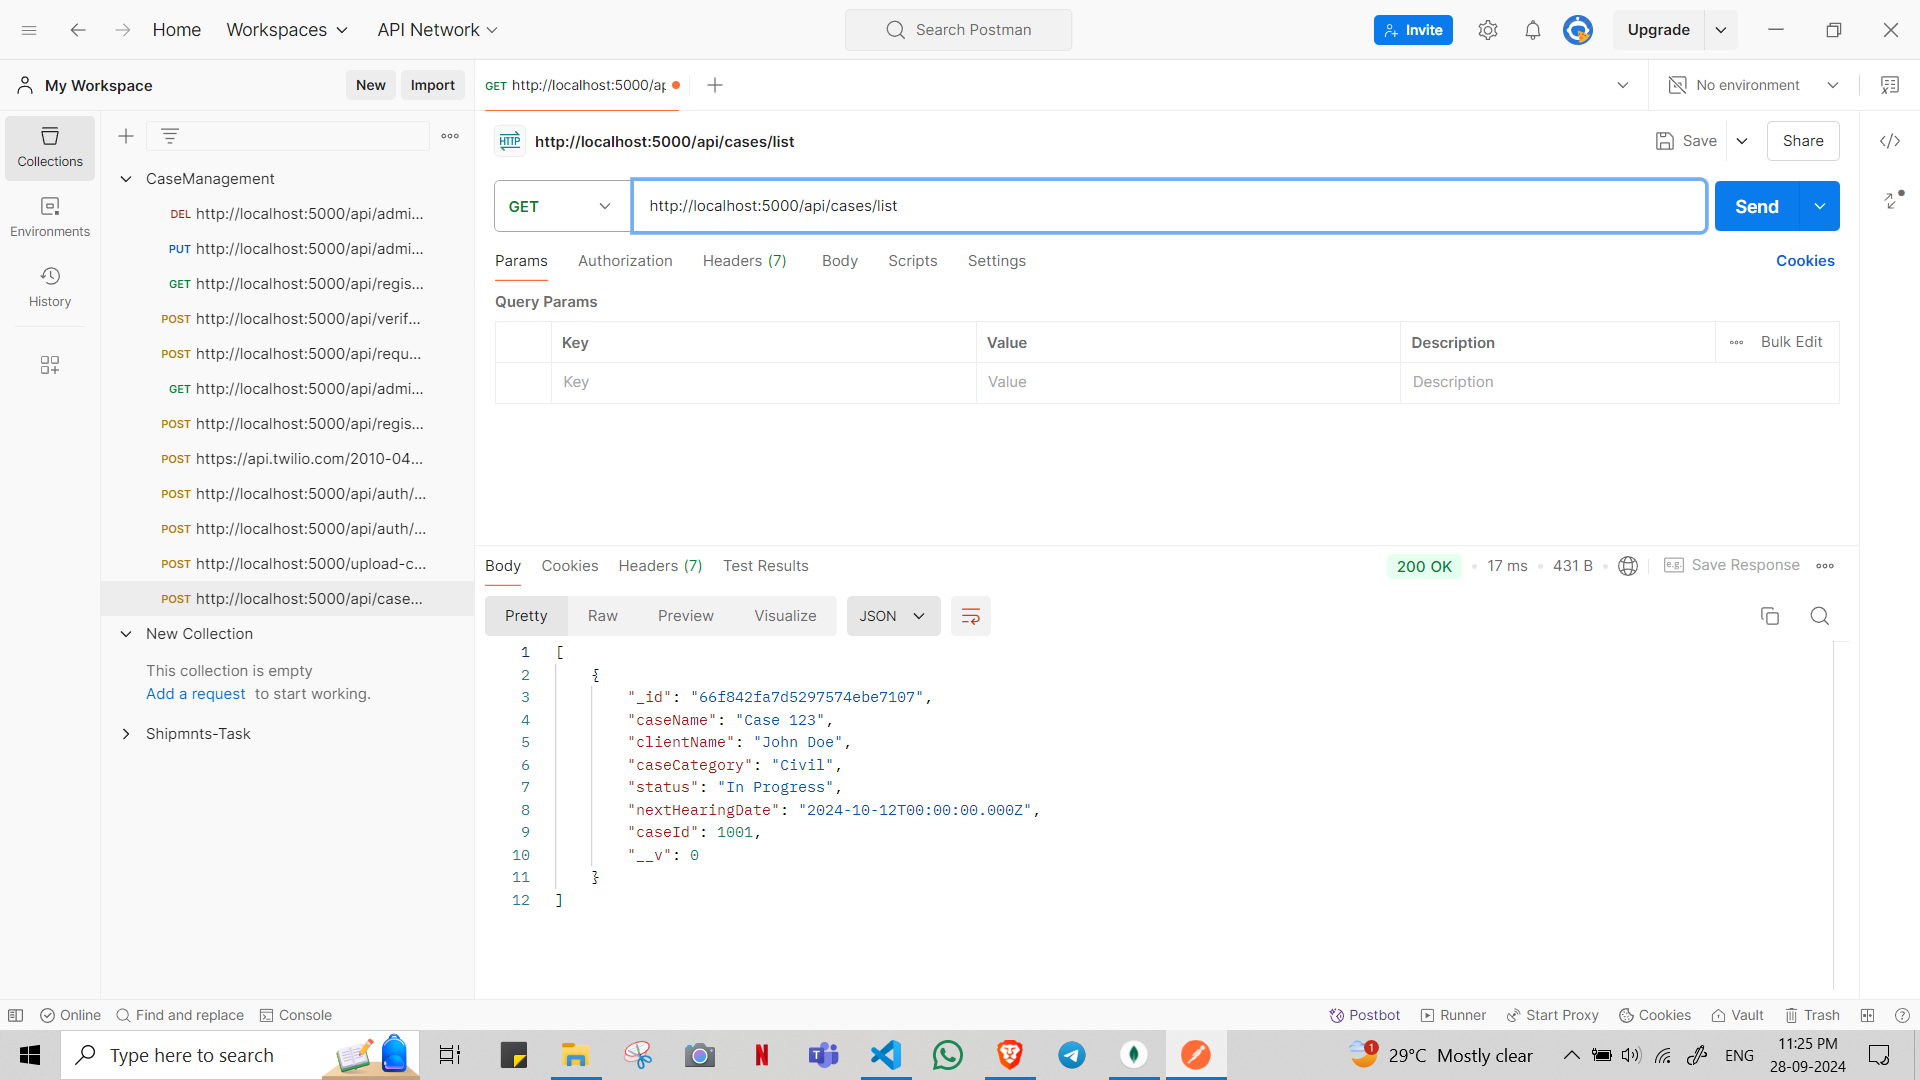 Home
Workspaces
API Network
Search Postman
Invite
Upgrade
My Workspace
New
Import
GET http://localhost:5000/ap
No environment
Collections
Environments
History
CaseManagement
DEL http://localhost:5000/api/admi...
PUT http://localhost:5000/api/admi...
GET http://localhost:5000/api/regis...
POST http://localhost:5000/api/verif...
POST http://localhost:5000/api/requ...
GET http://localhost:5000/api/admi...
POST http://localhost:5000/api/regis...
POST https://api.twilio.com/2010-04...
POST http://localhost:5000/api/auth/...
POST http://localhost:5000/api/auth/...
POST http://localhost:5000/upload-c...
POST http://localhost:5000/api/case...
New Collection
This collection is empty
Add a request to start working.
Shipmnts-Task
HTTP http://localhost:5000/api/cases/list
Save
Share
GET
http://localhost:5000/api/cases/list
Send
Params
Authorization
Headers (7)
Body
Scripts
Settings
Cookies
Query Params
Key Value Description Bulk Edit
Key Value Description
Body
Cookies
Headers (7)
Test Results
200 OK
17 ms
431 B
e.g.
Save Response
Pretty
Raw
Preview
Visualize
JSON
1 [
2 {
3 "_id": "66f842fa7d5297574ebe7107",
4 "caseName": "Case 123",
5 "clientName": "John Doe",
6 "caseCategory": "Civil",
7 "status": "In Progress",
8 "nextHearingDate": "2024-10-12T00:00:00.000Z",
9 "caseId": 1001,
10 "__v": 0
11 }
12 ]
Online
Find and replace
Console
Postbot
Runner
Start Proxy
Cookies
Vault
Trash
Type here to search
N
1
29°C Mostly clear
ENG
11:25 PM
28-09-2024